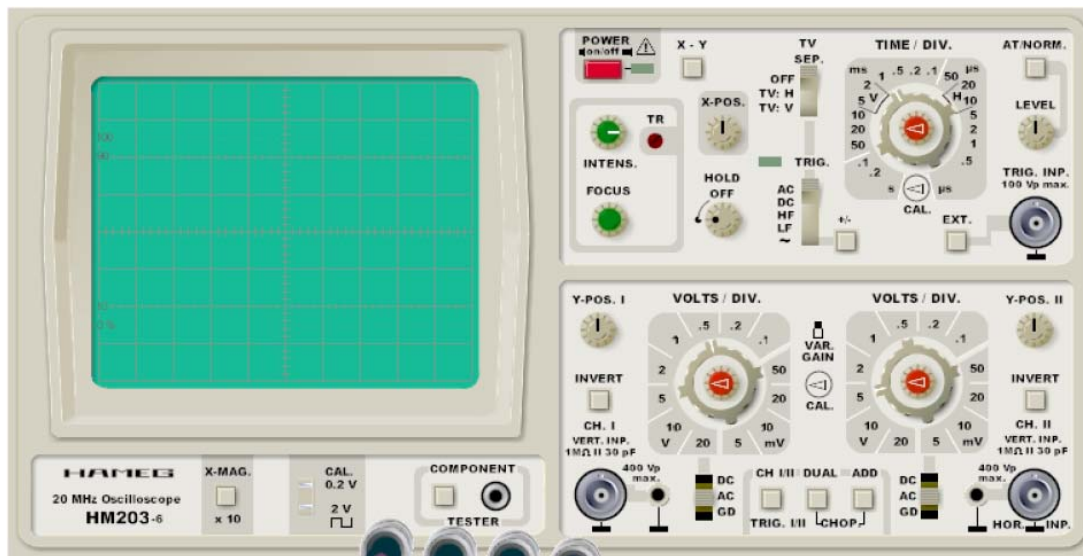 POWER
on/off
X - Y
TV
SEP.
OFF
TV: H
TV: V
TIME / DIV.
AT/NORM.
ms
1
.5
.2
.1
50
µs
2
20
5
V
H
10
10
5
20
2
50
1
.1
.5
.2
s
µs
CAL.
X-POS.
TR
INTENS.
FOCUS
HOLD
OFF
TRIG.
AC
DC
HF
LF
~
+/-
EXT.
LEVEL
TRIG. INP.
100 Vp max.
100
90
10
0 %
Y-POS. I
VOLTS / DIV.
VOLTS / DIV.
Y-POS. II
.5
.2
1
.1
2
50
5
20
10
10
V
20
5
mV
VAR.
GAIN
CAL.
.5
.2
1
.1
2
50
5
20
10
10
V
20
5
mV
INVERT
CH. I
VERT. INP.
1MΩ II 30 pF
INVERT
CH. II
VERT. INP.
1MΩ II 30 pF
400 Vp
max.
DC
AC
GD
CH I/II
DUAL
ADD
TRIG. I/II
CHOP.
DC
AC
GD
400 Vp
max.
HOR. INP.
HAMEG
20 MHz Oscilloscope
HM203-6
X-MAG.
x 10
CAL.
0.2 V
2 V
COMPONENT
TESTER